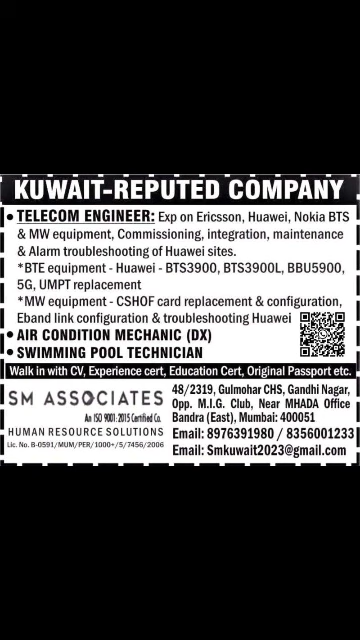 KUWAIT-REPUTED COMPANY
• TELECOM ENGINEER: Exp on Ericsson, Huawei, Nokia BTS
& MW equipment, Commissioning, integration, maintenance
& Alarm troubleshooting of Huawei sites.
*BTE equipment - Huawei - BTS3900, BTS3900L, BBU5900,
5G, UMPT replacement
*MW equipment - CSHOF card replacement & configuration,
Eband link configuration & troubleshooting Huawei
• AIR CONDITION MECHANIC (DX)
• SWIMMING POOL TECHNICIAN
Walk in with CV, Experience cert, Education Cert, Original Passport etc.
SM ASSOCIATES
An ISO 9001:2015 Certified Co.
HUMAN RESOURCE SOLUTIONS
Lic. No. B-0591/MUM/PER/1000+/5/7456/2006
48/2319, Gulmohar CHS, Gandhi Nagar,
Opp. M.I.G. Club, Near MHADA Office
Bandra (East), Mumbai: 400051
Email: 8976391980 / 8356001233
Email: Smkuwait2023@gmail.com